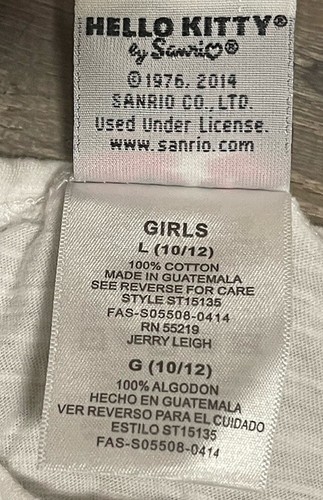 HELLO KITTY®
by Sanrio®
©1976, 2014
SANRIO CO., LTD.
Used Under License.
www.sanrio.com
GIRLS
L (10/12)
100% COTTON
MADE IN GUATEMALA
SEE REVERSE FOR CARE
STYLE ST15135
FAS-S05508-0414
RN 55219
JERRY LEIGH
G (10/12)
100% ALGODON
HECHO EN GUATEMALA
VER REVERSO PARA EL CUIDADO
ESTILO ST15135
FAS-S05508-0414